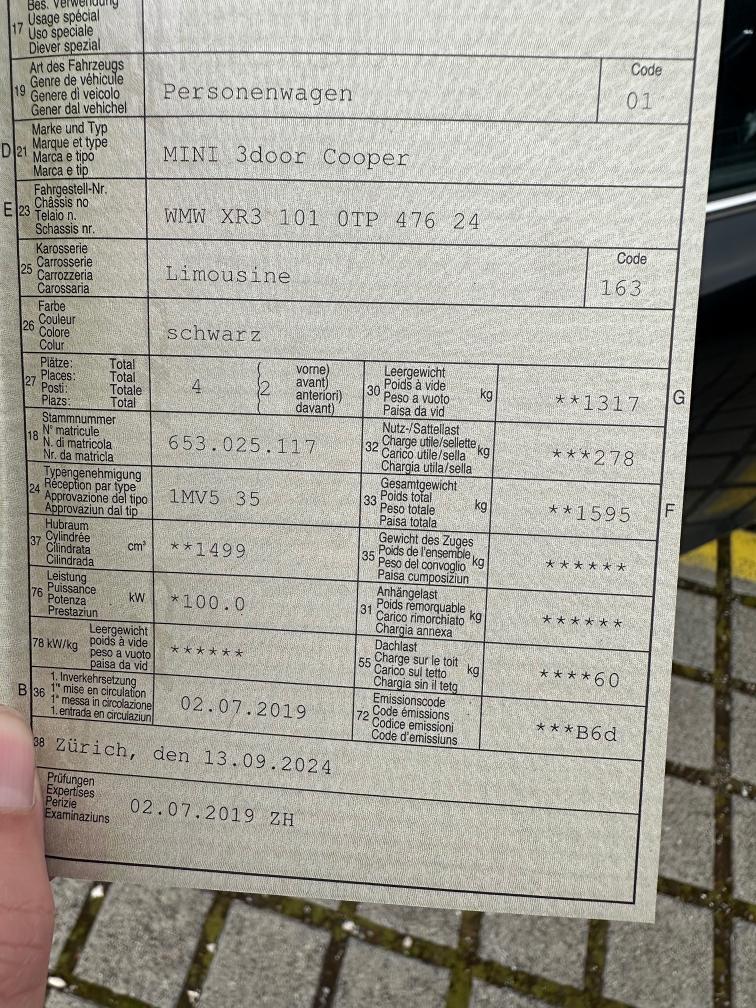 Bes. Verwendung
17 Usage spécial
Uso speciale
Diever spezial
Art des Fahrzeugs
19 Genre de véhicule
Genere di veicolo
Gener dal vehichel
Personenwagen
Code
01
Marke und Typ
D 21 Marque et type
Marca e tipo
Marca e tip
MINI 3door Cooper
Fahrgestell-Nr.
E 23 Châssis no
Telaio n.
Schassis nr.
WMW XR3 101 0TP 476 24
Karosserie
25 Carrosserie
Carrozzeria
Carossaria
Limousine
Code
163
Farbe
26 Couleur
Colore
Colur
schwarz
27 Plätze: Total
Places: Total
Posti: Totale
Plazs: Total
4 (2 vorne)
avant)
anteriori)
davant)
30 Leergewicht
Poids à vide kg
Peso a vuoto
Paisa da vid
**1317 G
18 Stammnummer
N° matricule
N. di matricola
Nr. da matricla
653.025.117
32 Nutz-/Sattellast
Charge utile/sellette kg
Carico utile/sella
Chargia utila/sella
***278
24 Typengenehmigung
Réception par type
Approvazione del tipo
Approvaziun dal tip
1MV5 35
33 Gesamtgewicht
Poids total kg
Peso totale
Paisa totala
**1595 F
37 Hubraum
Cylindrée cm³
Cilindrata
Cilindrada
**1499
35 Gewicht des Zuges
Poids de l'ensemble kg
Peso del convoglio
Paisa cumposiziun
******
76 Leistung
Puissance kW
Potenza
Prestaziun
*100.0
31 Anhängelast
Poids remorquable kg
Carico rimorchiato
Chargia annexa
******
78 kW/kg Leergewicht
poids à vide
peso a vuoto
paisa da vid
******
55 Dachlast
Charge sur le toit kg
Carico sul tetto
Chargia sin il tetg
****60
B 36 1. Inverkehrsetzung
1re mise en circulation
1a messa in circolazione
1. entrada en circulaziun
02.07.2019
72 Emissionscode
Code émissions
Codice emissioni
Code d'emissiuns
***B6d
38 Zürich, den 13.09.2024
Prüfungen
Expertises
Perizie
Examinaziuns
02.07.2019 ZH